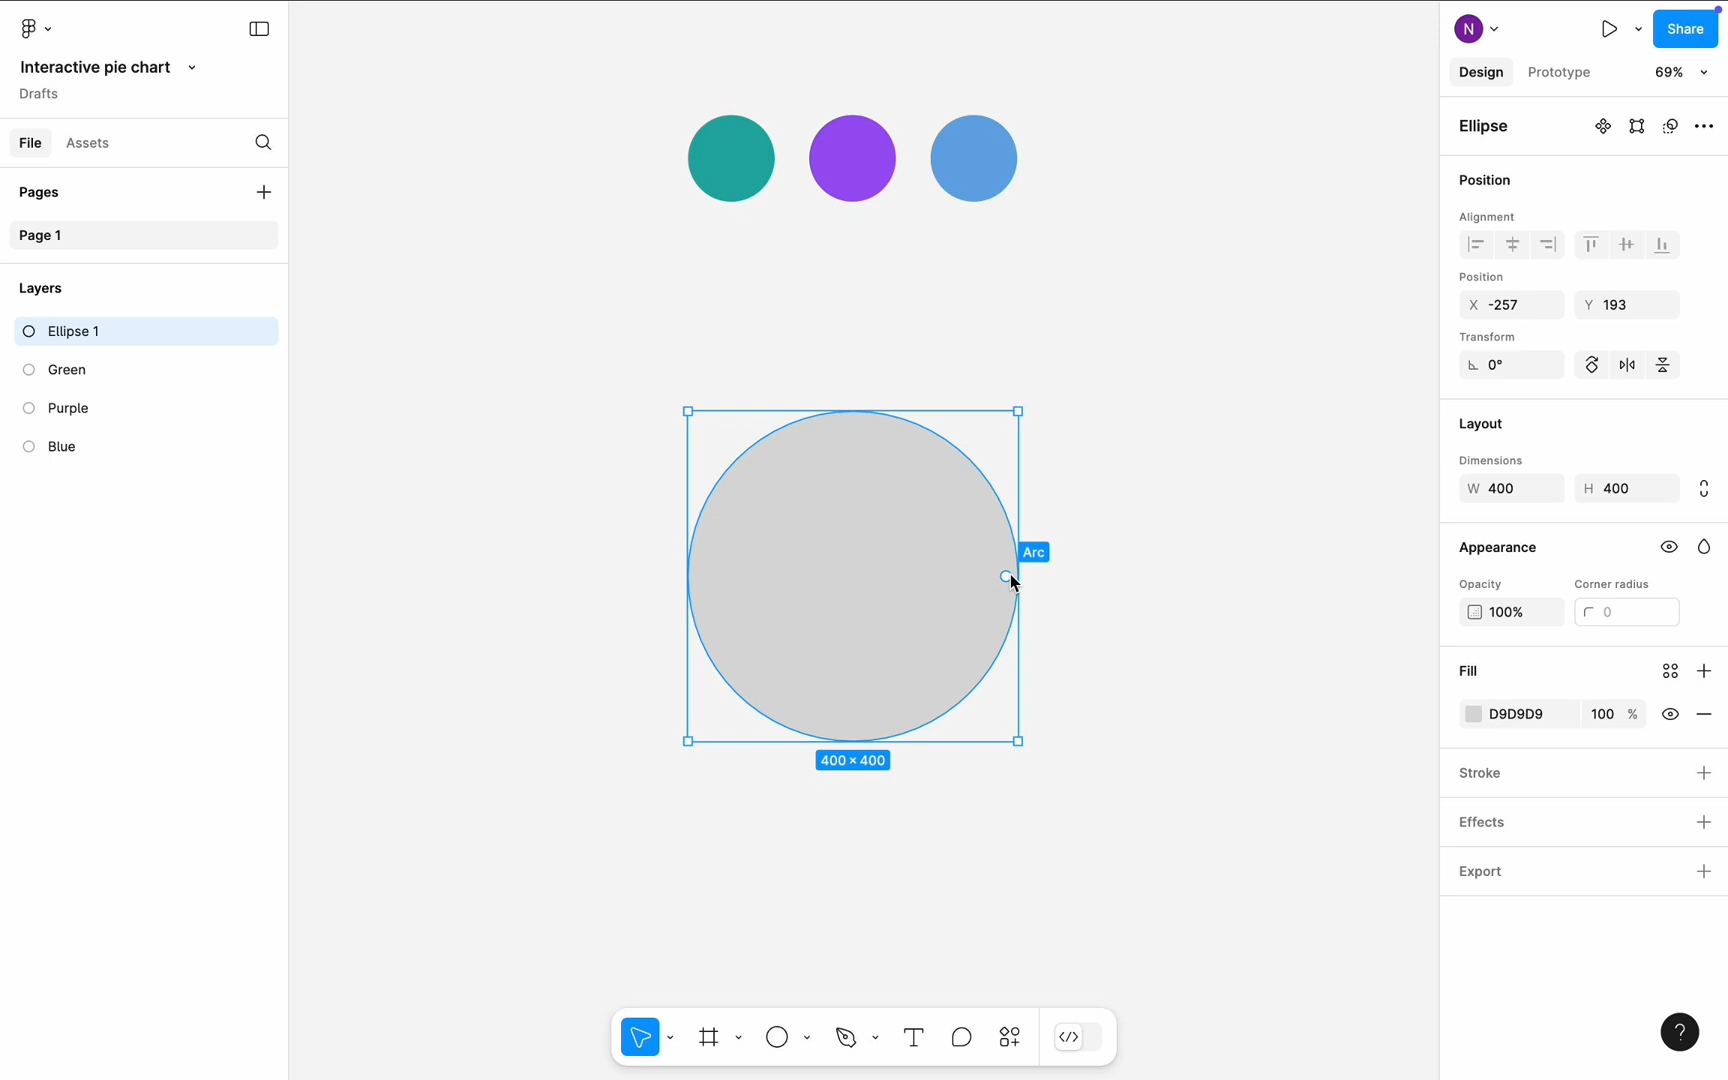 Interactive pie chart
Drafts
File Assets
Pages
Page 1
Layers
Ellipse 1
Green
Purple
Blue
Arc
400 × 400
N
Share
Design Prototype 69%
Ellipse
Position
Alignment
Position
X -257 Y 193
Transform
0°
Layout
Dimensions
W 400 H 400
Appearance
Opacity Corner radius
100% 0
Fill
D9D9D9 100 %
Stroke
Effects
Export
?